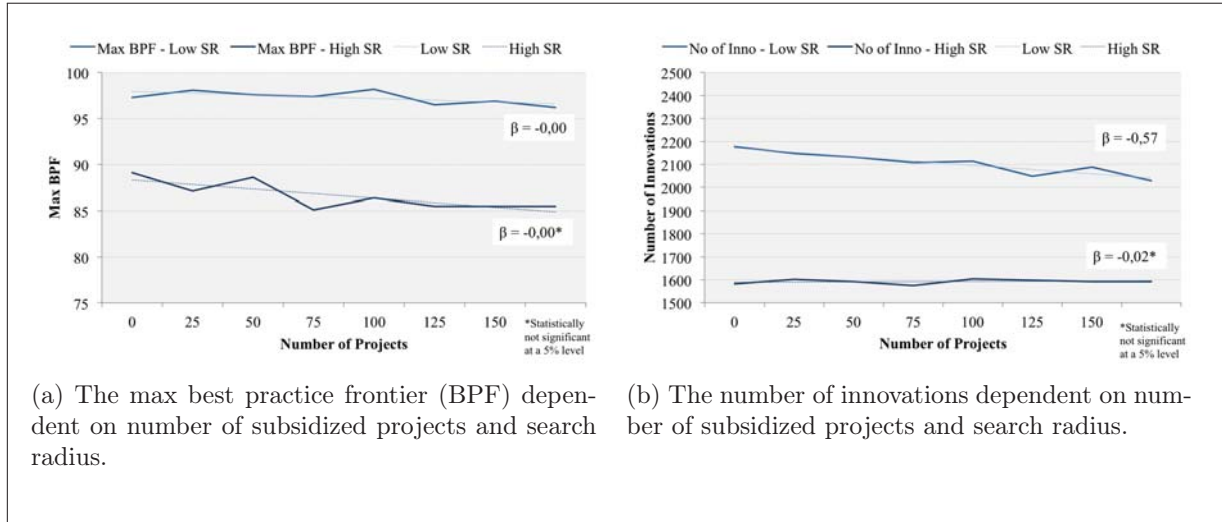 Max BPF - Low SR Max BPF - High SR Low SR High SR
100
95
90
85
80
75
Max BPF
β = -0,00
β = -0,00*
0 25 50 75 100 125 150
Number of Projects
*Statistically
not significant
at a 5% level
(a) The max best practice frontier (BPF) depen-
dent on number of subsidized projects and search
radius.
No of Inno - Low SR No of Inno - High SR Low SR High SR
2500
2400
2300
2200
2100
2000
1900
1800
1700
1600
1500
Number of Innovations
β = -0,57
β = -0,02*
0 25 50 75 100 125 150
Number of Projects
*Statistically
not significant
at a 5% level
(b) The number of innovations dependent on num-
ber of subsidized projects and search radius.